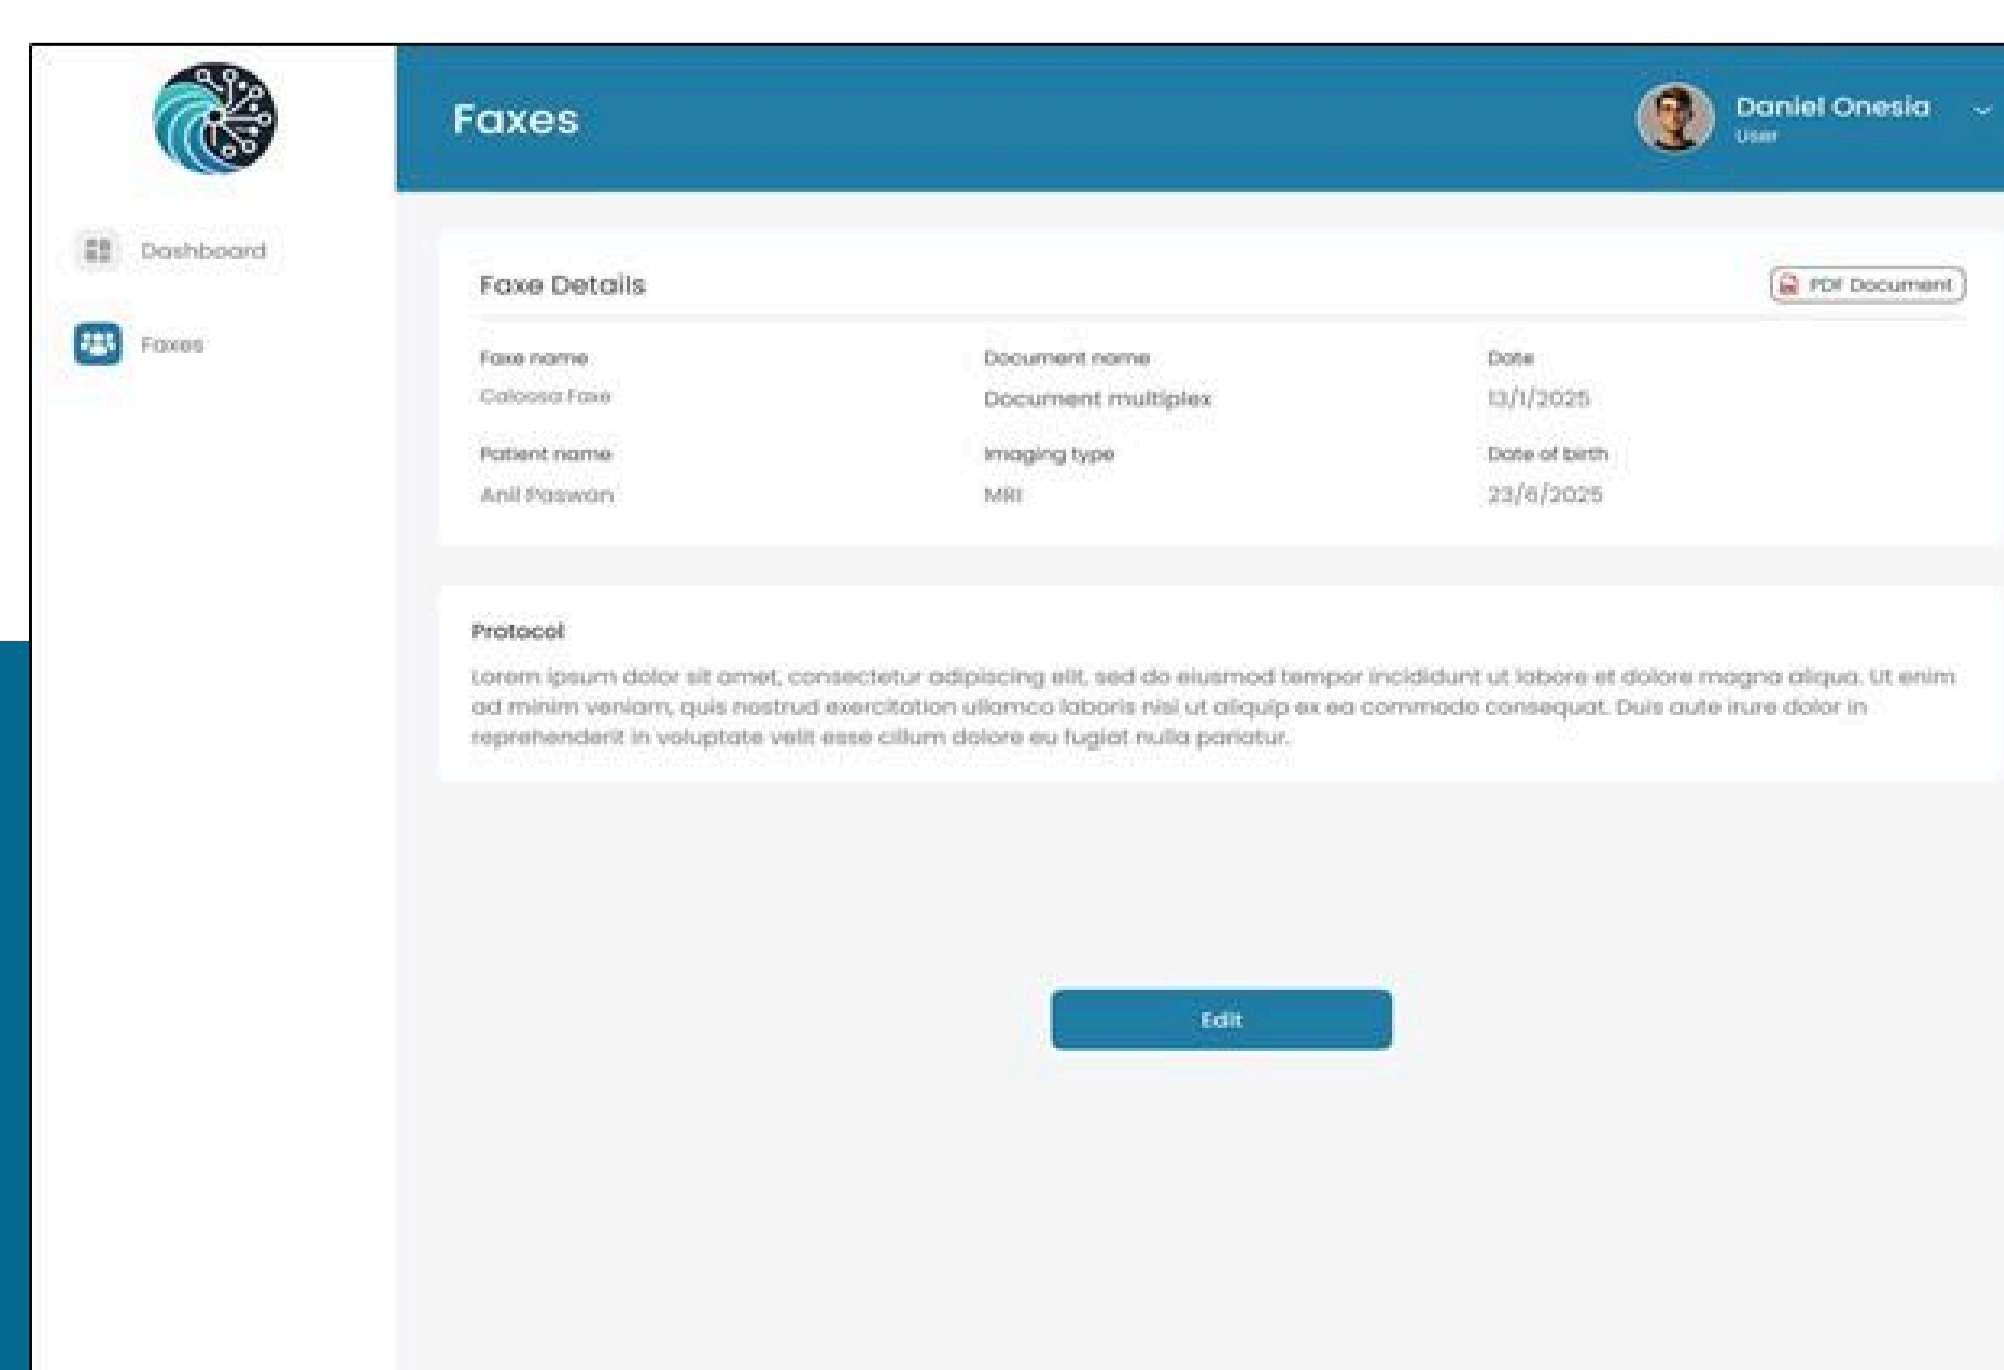 Faxes
Daniel Onesia
User
Dashboard
Faxes
Faxe Details
PDF Document
Faxe name
Document name
Date
Caloosa Faxe
Document multiplex
13/1/2025
Patient name
Imaging type
Date of birth
Anil Paswan
MRI
23/6/2025
Protocol
Lorem ipsum dolor sit amet, consectetur adipiscing elit, sed do eiusmod tempor incididunt ut labore et dolore magna aliqua. Ut enim
ad minim veniam, quis nostrud exercitation ullamco laboris nisi ut aliquip ex ea commodo consequat. Duis aute irure dolor in
reprehenderit in voluptate velit esse cillum dolore eu fugiat nulla pariatur.
Edit